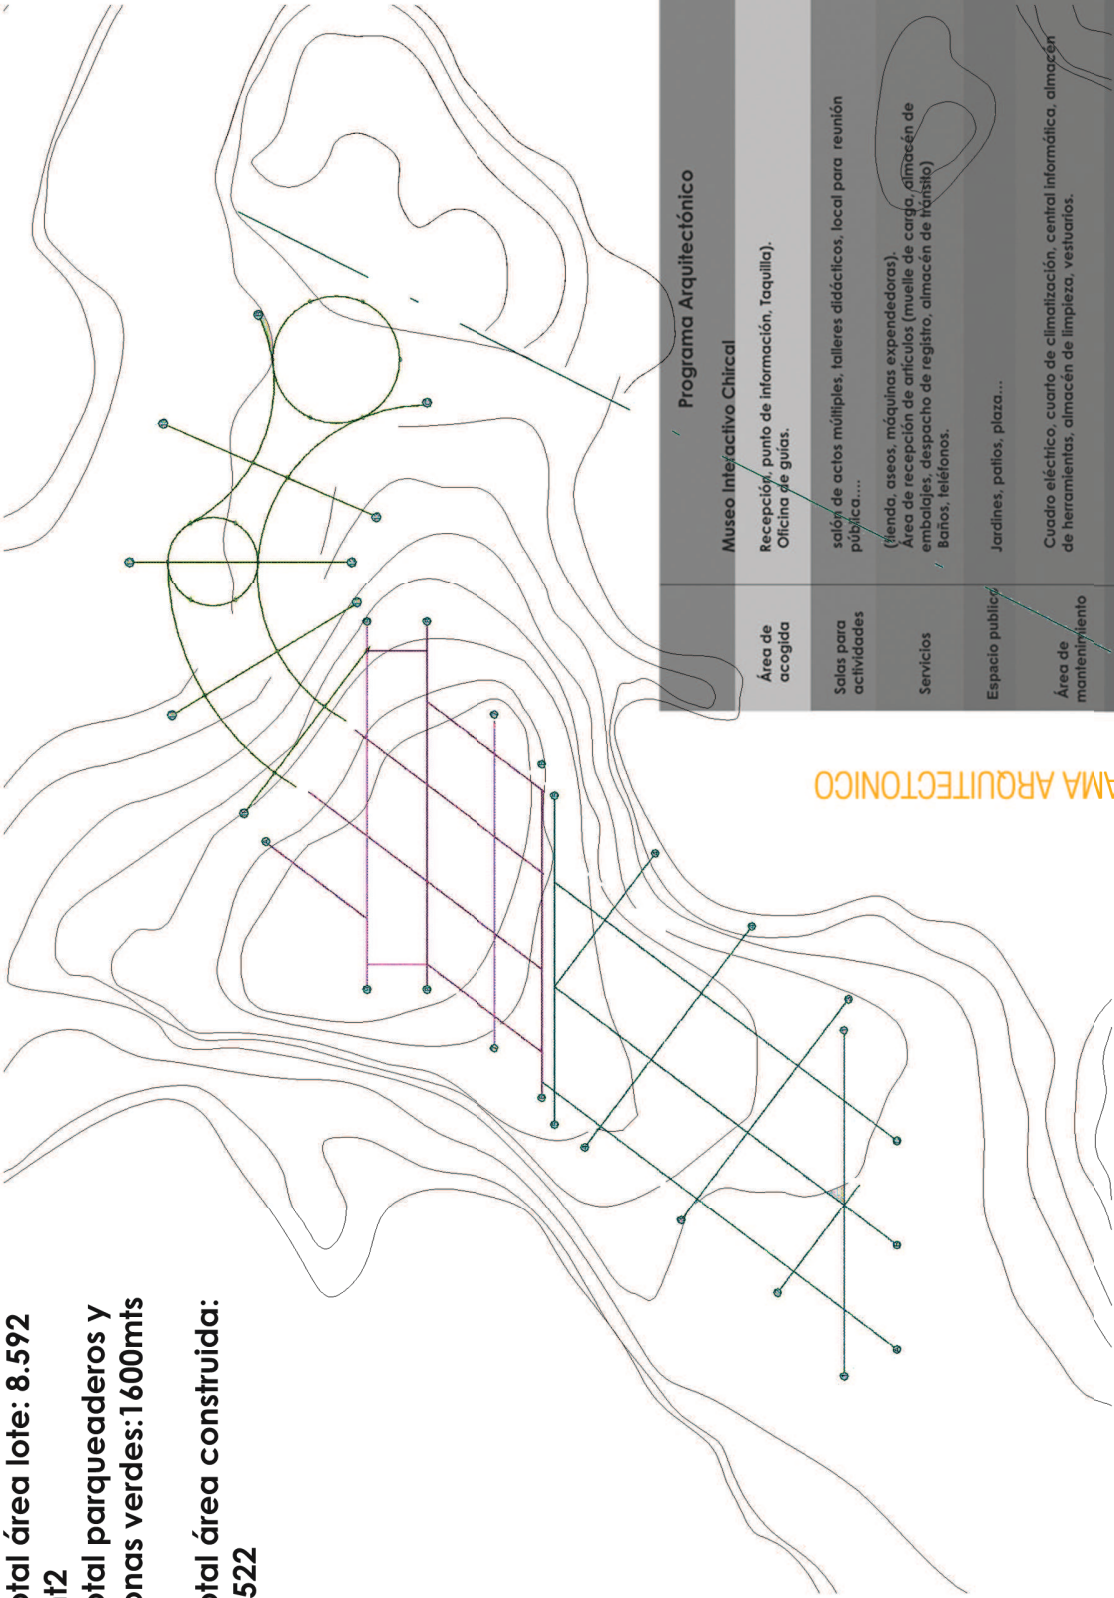 otal área lote: 8.592
t2
otal parqueaderos y
onas verdes:1600mts
otal área construida:
522
Programa Arquitectónico
Museo Interactivo Chircal
Área de
acogida
Recepción, punto de información, Taquilla).
Oficina de guías.
Salas para
actividades
salón de actos múltiples, talleres didácticos, local para reunión
pública....
Servicios
(tienda, aseos, máquinas expendedoras).
Área de recepción de artículos (muelle de carga, almacén de
embalajes, despacho de registro, almacén de tránsito)
Baños, teléfonos.
Espacio publico
Jardines, patios, plaza...
Área de
mantenimiento
Cuadro eléctrico, cuarto de climatización, central informática, almacén
de herramientas, almacén de limpieza, vestuarios.
AMA ARQUITECTONICO